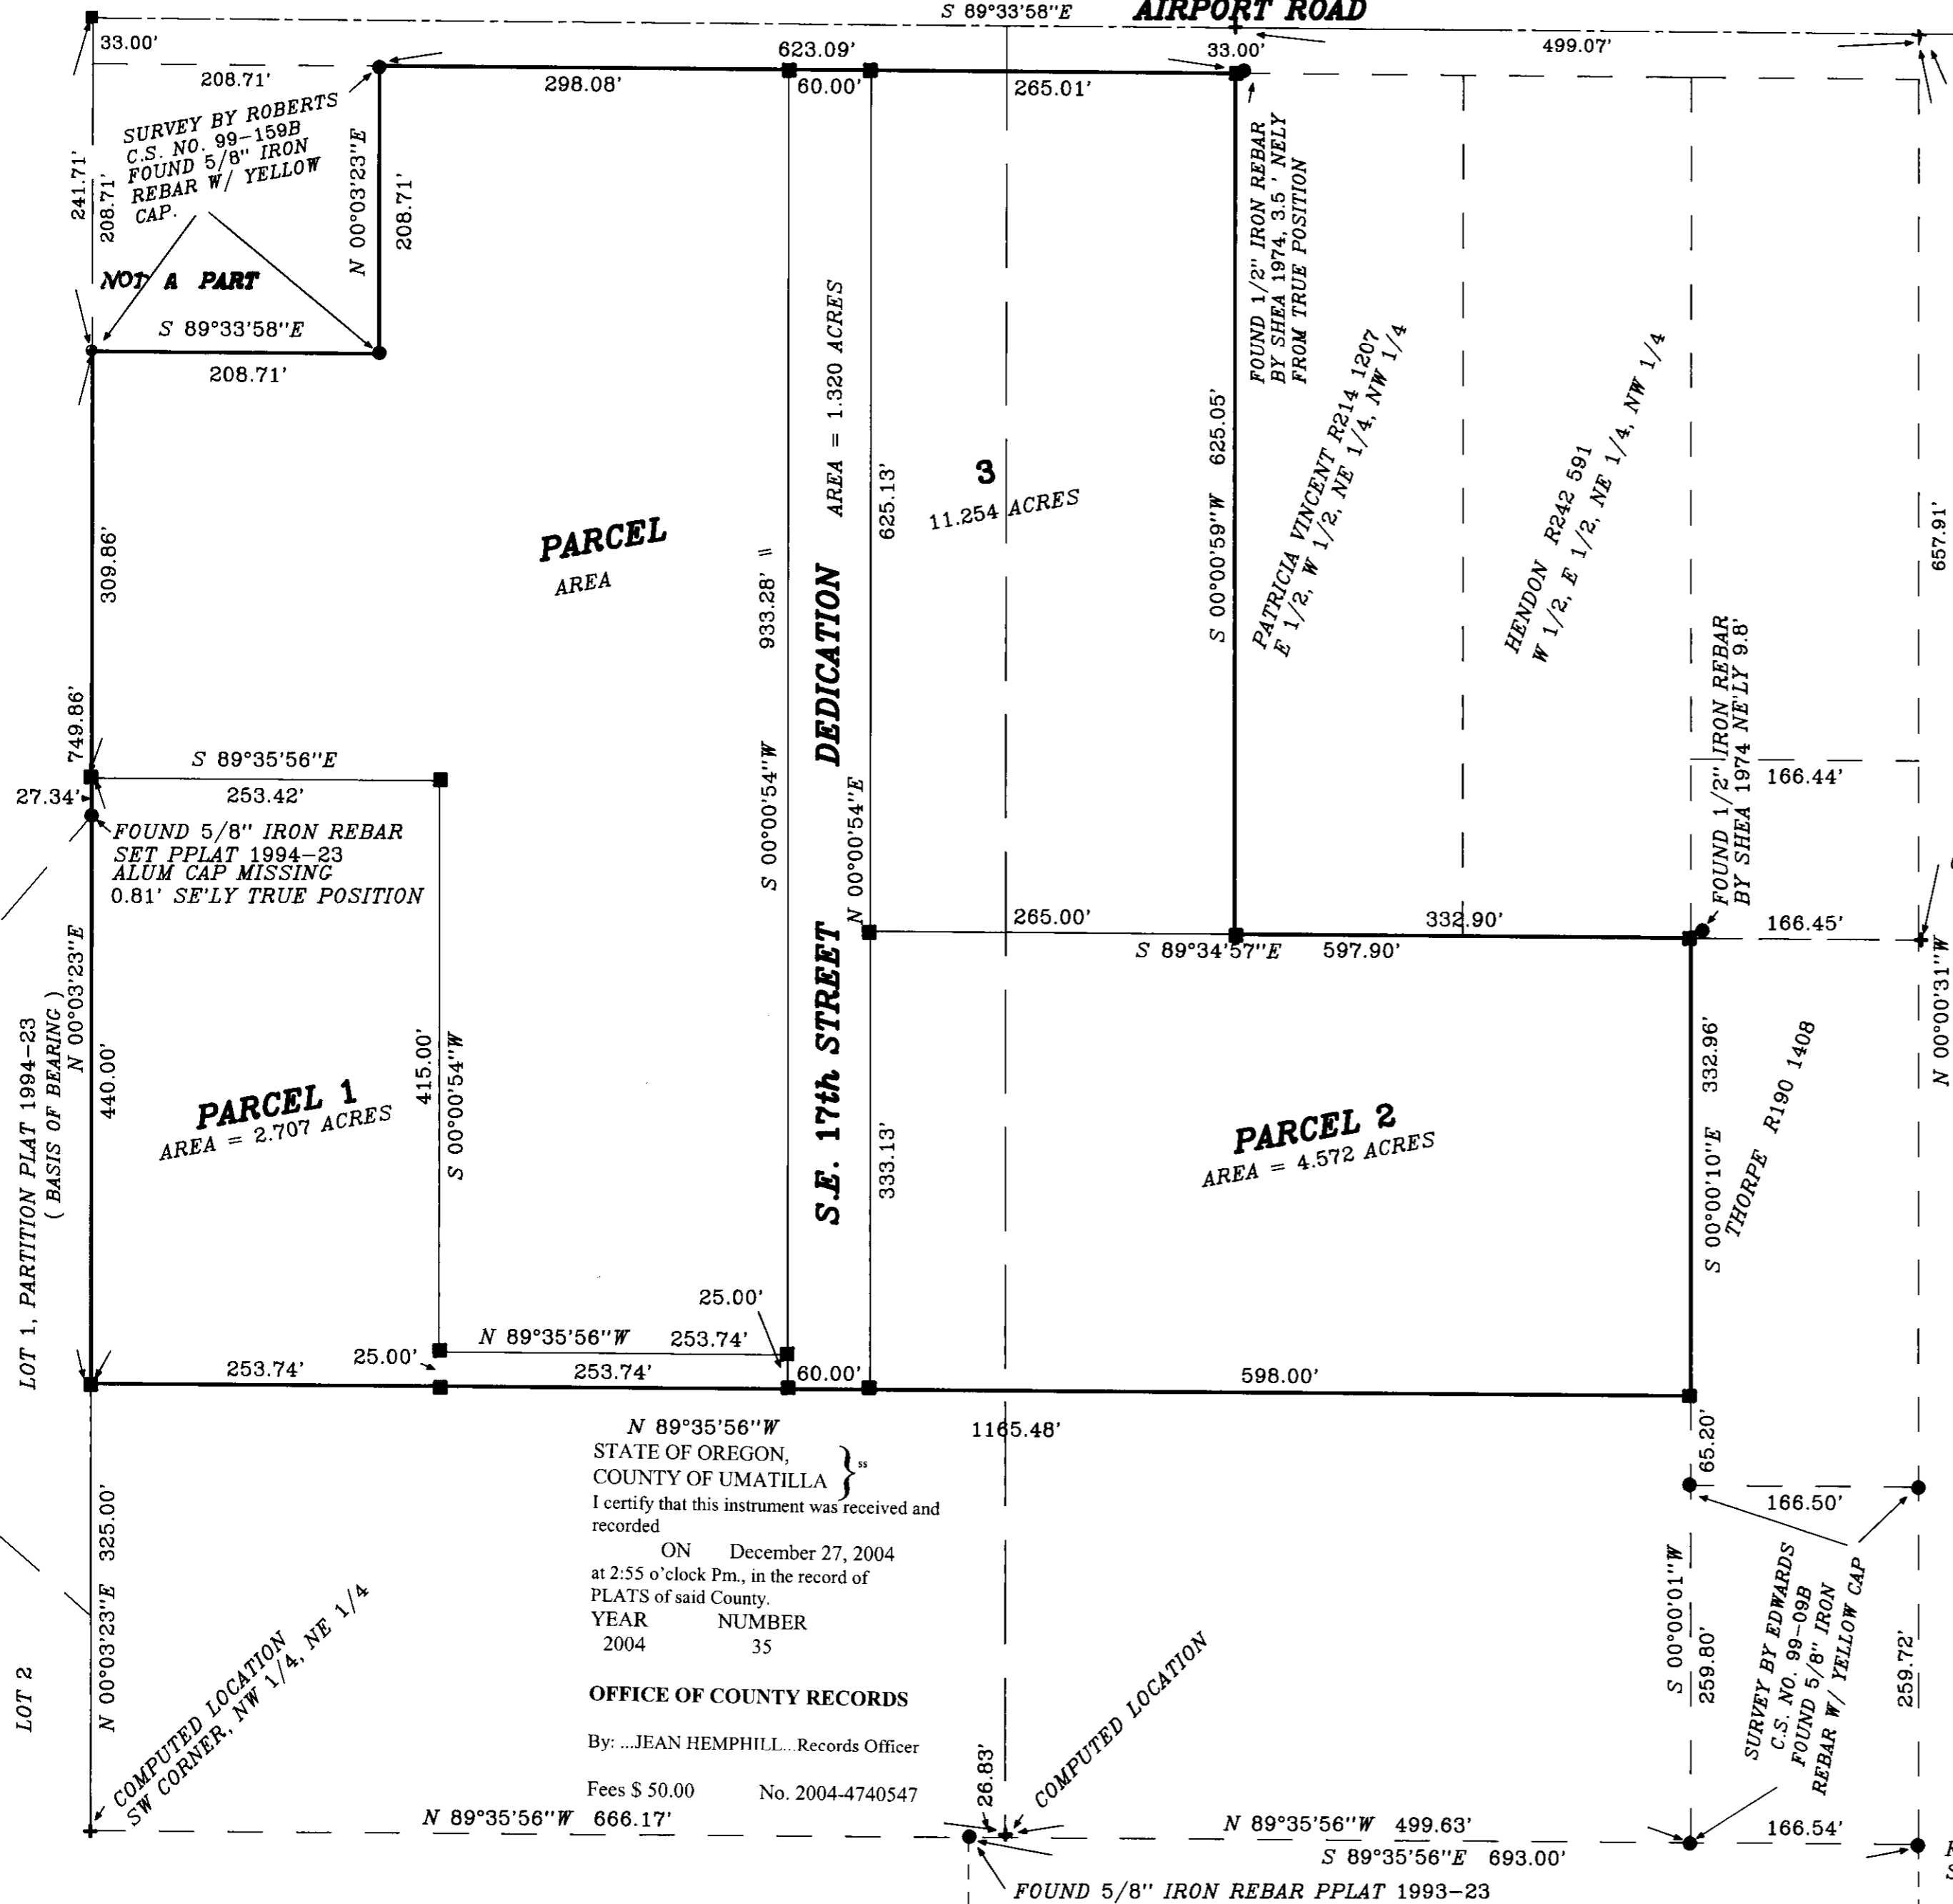 S 89°33'58"E
AIRPORT ROAD
33.00'
623.09'
33.00'
499.07'
208.71'
298.08'
60.00'
265.01'
SURVEY BY ROBERTS
C.S. NO. 99-159B
FOUND 5/8" IRON
REBAR W/ YELLOW
CAP.
241.71'
208.71'
N 00°03'23"E
208.71'
NOT A PART
S 89°33'58"E
208.71'
FOUND 1/2" IRON REBAR
BY SHEA 1974, 3.5 ' NELY
FROM TRUE POSITION
AREA = 1.320 ACRES
3
11.254 ACRES
625.13'
S 00°00'59"W 625.05'
PATRICIA VINCENT R214 1207
E 1/2, W 1/2, NE 1/4, NW 1/4
HENDON R242 591
W 1/2, E 1/2, NE 1/4, NW 1/4
657.91'
309.86'
PARCEL
AREA
933.28' =
S 00°00'54"W
S.E. 17th STREET DEDICATION
N 00°00'54"E
749.86'
S 89°35'56"E
253.42'
27.34'
FOUND 5/8" IRON REBAR
SET PPLAT 1994-23
ALUM CAP MISSING
0.81' SE'LY TRUE POSITION
FOUND 1/2" IRON REBAR
BY SHEA 1974 NE'LY 9.8'
166.44'
265.00'
332.90'
166.45'
S 89°34'57"E 597.90'
LOT 1, PARTITION PLAT 1994-23
( BASIS OF BEARING )
N 00°03'23"E
440.00'
PARCEL 1
AREA = 2.707 ACRES
415.00'
S 00°00'54"W
333.13'
PARCEL 2
AREA = 4.572 ACRES
332.96'
S 00°00'10"E
THORPE R190 1408
N 00°00'31"W
25.00'
N 89°35'56"W 253.74'
25.00'
253.74'
253.74'
60.00'
598.00'
N 89°35'56"W
1165.48'
STATE OF OREGON,
COUNTY OF UMATILLA } ss
I certify that this instrument was received and
recorded
ON December 27, 2004
at 2:55 o'clock Pm., in the record of
PLATS of said County.
YEAR NUMBER
2004 35
OFFICE OF COUNTY RECORDS
By: ...JEAN HEMPHILL...Records Officer
Fees $ 50.00 No. 2004-4740547
65.20'
166.50'
N 00°03'23"E 325.00'
LOT 2
COMPUTED LOCATION
SW CORNER, NW 1/4, NE 1/4
26.83'
COMPUTED LOCATION
S 00°00'01"W
259.80'
SURVEY BY EDWARDS
C.S. NO. 99-09B
FOUND 5/8" IRON
REBAR W/ YELLOW CAP
259.72'
N 89°35'56"W 666.17'
N 89°35'56"W 499.63'
166.54'
S 89°35'56"E 693.00'
FOUND 5/8" IRON REBAR PPLAT 1993-23